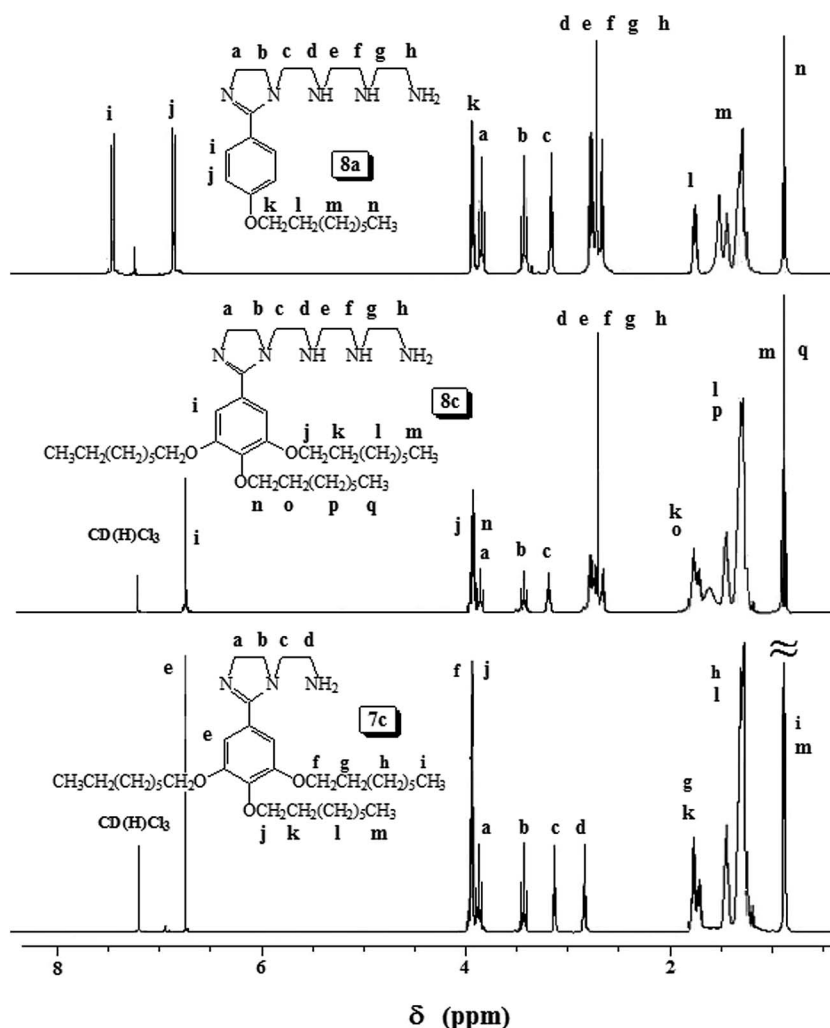 a b c d e f g h
N N NH NH NH2
i
j
8a
k l m n
OCH2CH2(CH2)5CH3
i j k a b c d e f g h l m n
a b c d e f g h
N N NH NH NH2
i
8c
j k l m
CH3CH2(CH2)5CH2O OCH2CH2(CH2)5CH3
OCH2CH2(CH2)5CH3
n o p q
CD(H)Cl3
i j n a b c d e f g h k o l p m q
a b c d
N N NH2
e
7c
f g h i
CH3CH2(CH2)5CH2O OCH2CH2(CH2)5CH3
OCH2CH2(CH2)5CH3
j k l m
CD(H)Cl3
e f j a b c d g k h l i m
8 6 4 2
δ (ppm)